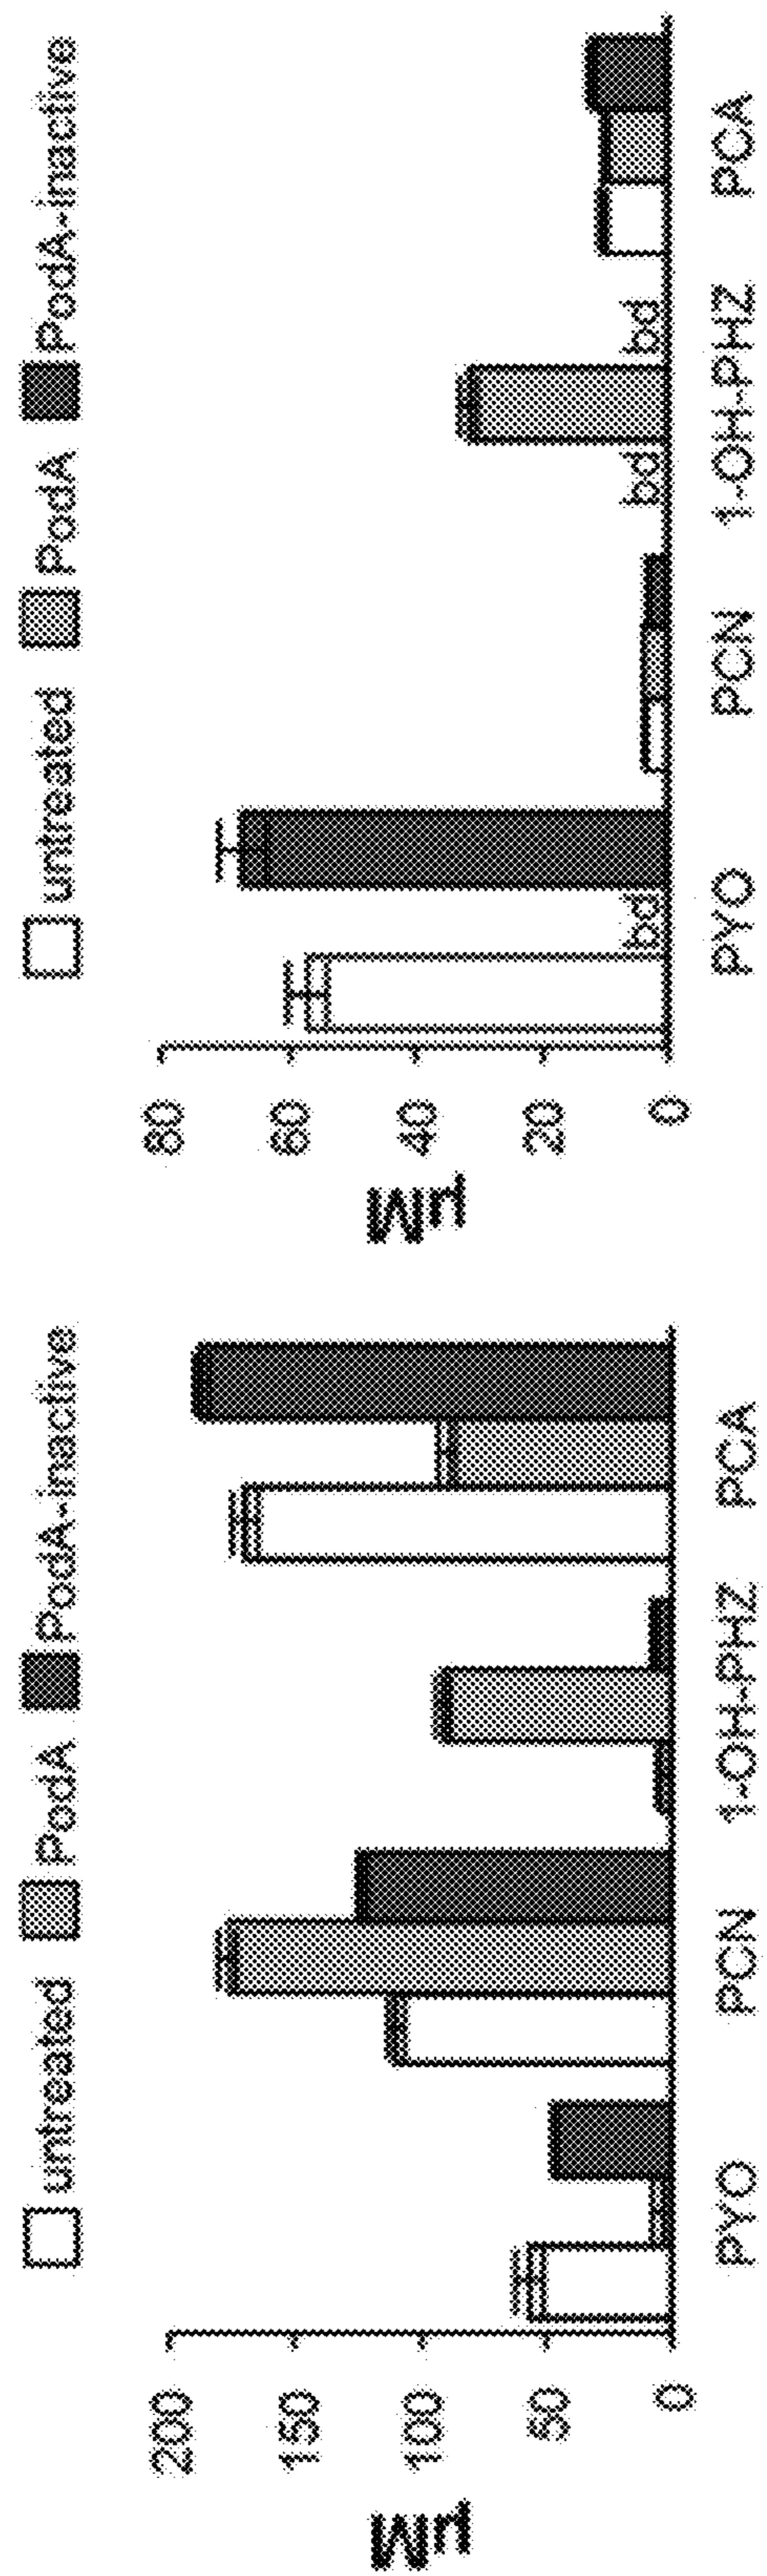 untreated PodA PodA-inactive
µM
200
150
100
50
0
PYO PCN 1-OH-PHZ PCA
untreated PodA PodA-inactive
µM
80
60
40
20
0
bd bd bd
PYO PCN 1-OH-PHZ PCA